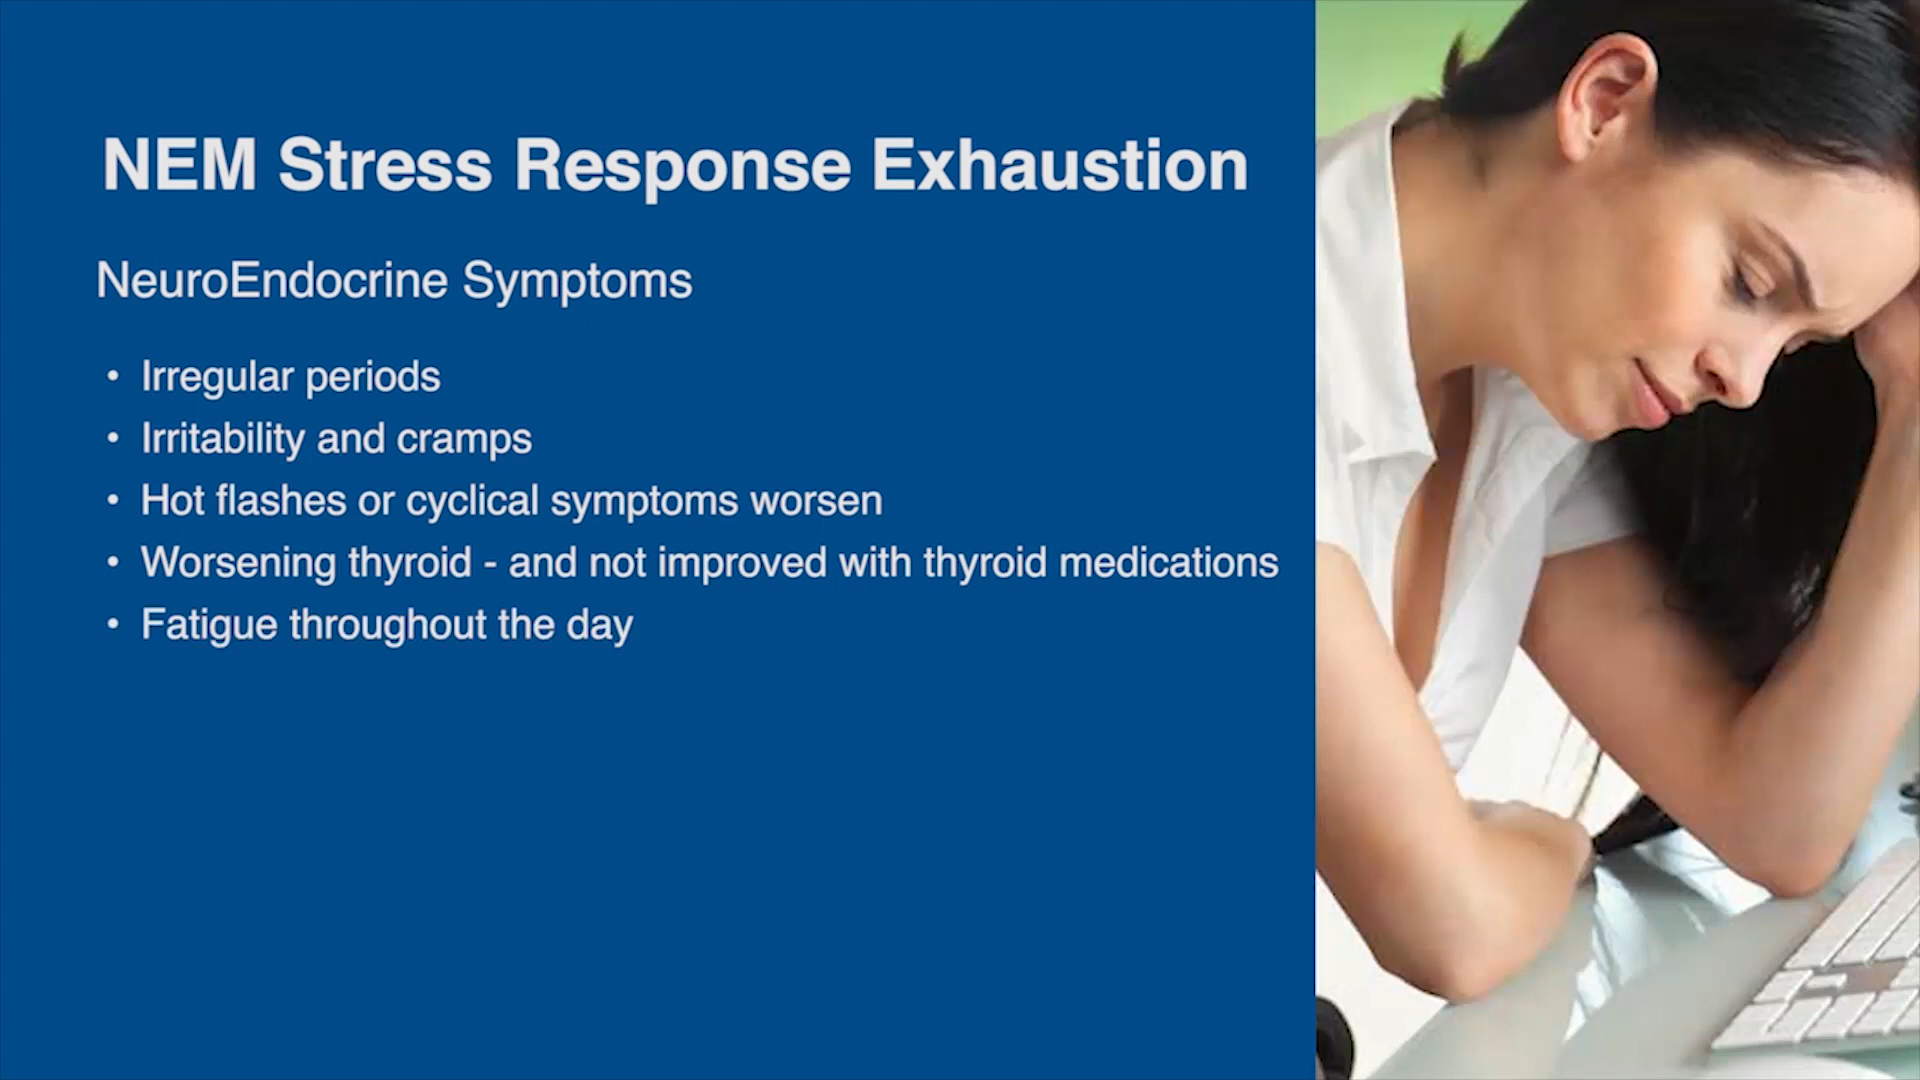 NEM Stress Response Exhaustion
NeuroEndocrine Symptoms
• Irregular periods
• Irritability and cramps
• Hot flashes or cyclical symptoms worsen
• Worsening thyroid - and not improved with thyroid medications
• Fatigue throughout the day